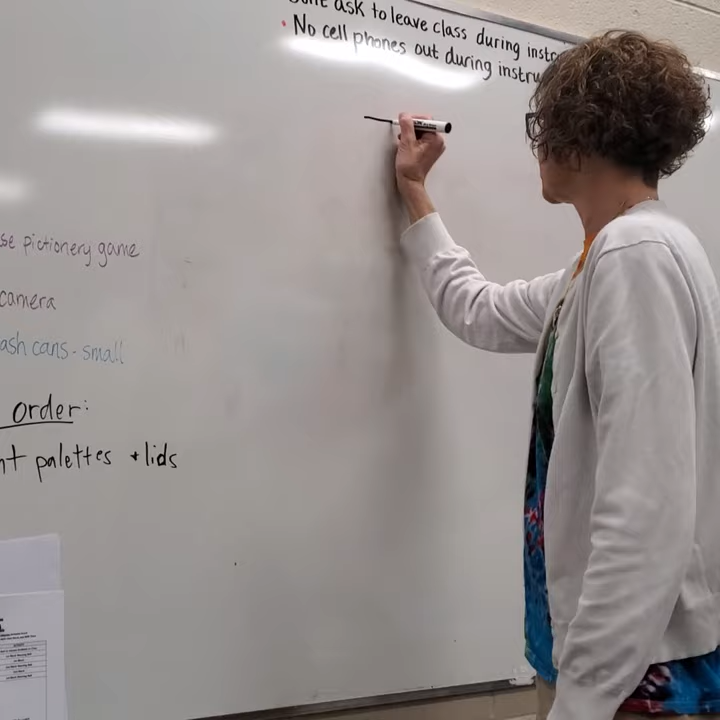 ask to leave class during instr
• No cell phones out during instru
se pictionery game
camera
ash cans - small
order:
nt palettes + lids